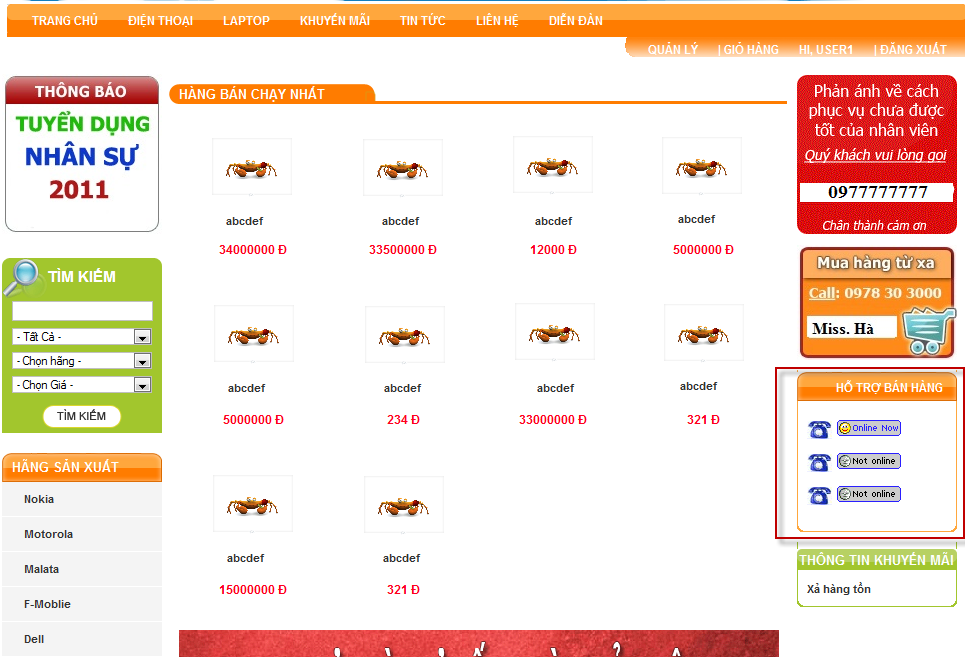 TRANG CHỦ ĐIỆN THOẠI LAPTOP KHUYẾN MÃI TIN TỨC LIÊN HỆ DIỄN ĐÀN
QUẢN LÝ | GIỎ HÀNG HI, USER1 | ĐĂNG XUẤT
THÔNG BÁO
TUYỂN DỤNG
NHÂN SỰ
2011
TÌM KIẾM
- Tất Cả -
- Chọn hãng -
- Chọn Giá -
TÌM KIẾM
HÃNG SẢN XUẤT
Nokia
Motorola
Malata
F-Moblie
Dell
HÀNG BÁN CHẠY NHẤT
abcdef abcdef abcdef abcdef
34000000 Đ 33500000 Đ 12000 Đ 5000000 Đ
abcdef abcdef abcdef abcdef
5000000 Đ 234 Đ 33000000 Đ 321 Đ
abcdef abcdef
15000000 Đ 321 Đ
Phản ánh về cách
phục vụ chưa được
tốt của nhân viên
Quý khách vui lòng gọi
0977777777
Chân thành cảm ơn
Mua hàng từ xa
Call: 0978 30 3000
Miss. Hà
HỖ TRỢ BÁN HÀNG
Online Now
Not online
Not online
THÔNG TIN KHUYẾN MÃI
Xả hàng tồn